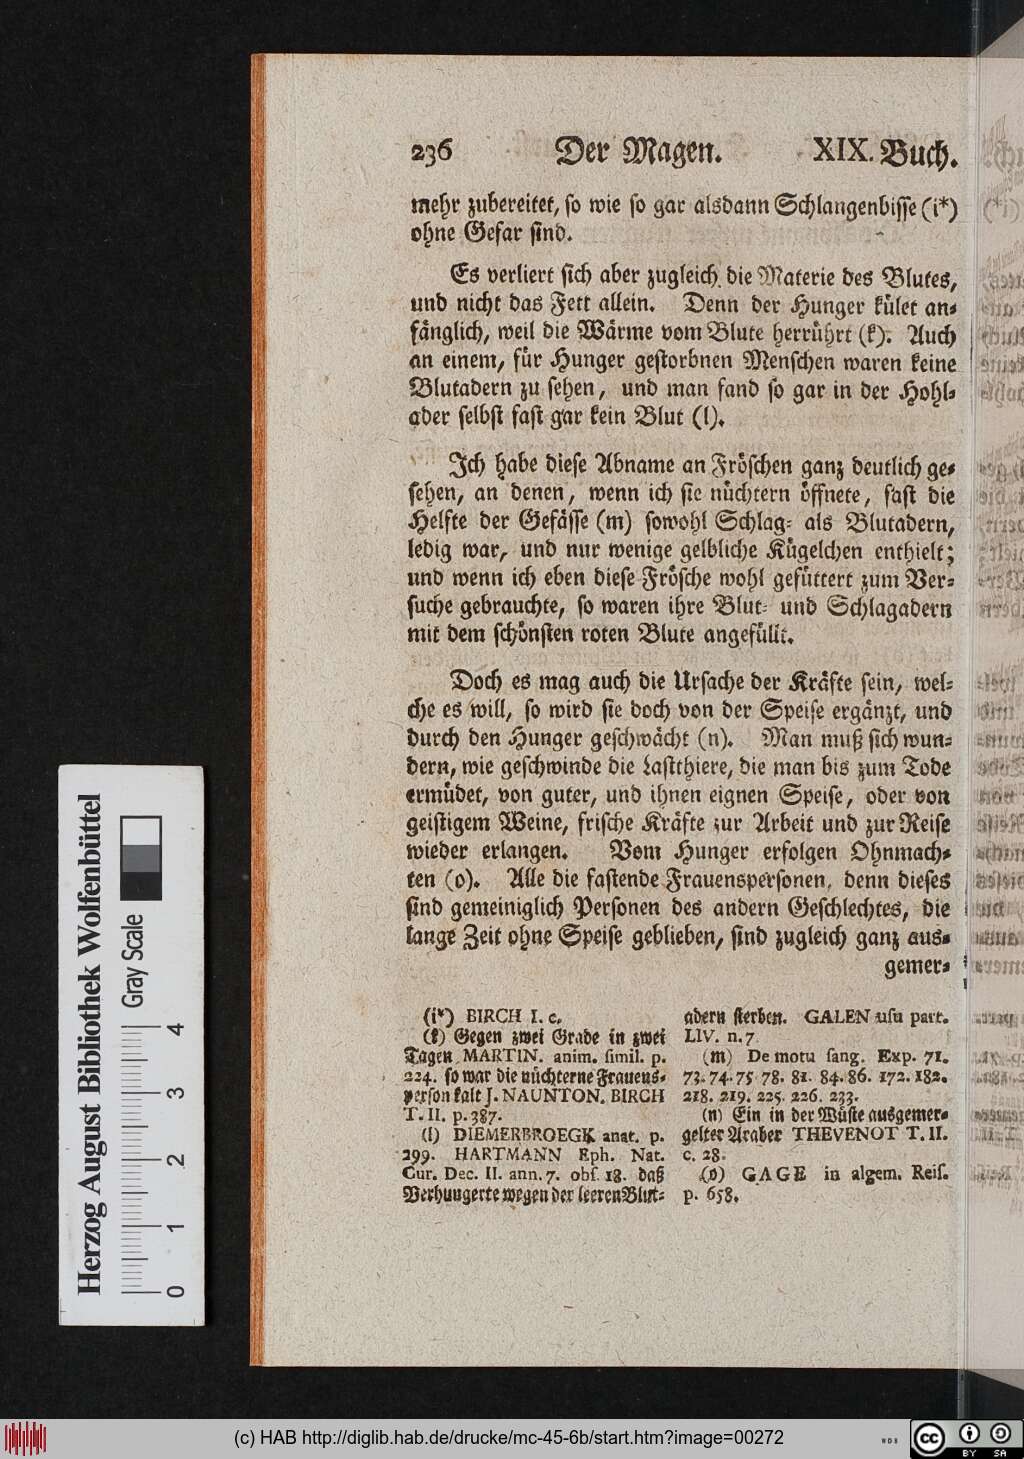 236 Der Magen. XIX. Buch.
mehr zubereitet, so wie so gar alsdann Schlangenbisse (i*)
ohne Gefar sind.
Es verliert sich aber zugleich die Materie des Blutes,
und nicht das Fett allein. Denn der Hunger kület an-
fänglich, weil die Wärme vom Blute herrührt (k). Auch
an einem, für Hunger gestorbnen Menschen waren keine
Blutadern zu sehen, und man fand so gar in der Hohl-
ader selbst fast gar kein Blut (l).
Ich habe diese Abname an Fröschen ganz deutlich ge-
sehen, an denen, wenn ich sie nüchtern öffnete, fast die
Helfte der Gefässe (m) sowohl Schlag- als Blutadern,
ledig war, und nur wenige gelbliche Kügelchen enthielt;
und wenn ich eben diese Frösche wohl gefüttert zum Ver-
suche gebrauchte, so waren ihre Blut- und Schlagadern
mit dem schönsten roten Blute angefüllt.
Doch es mag auch die Ursache der Kräfte sein, wel-
che es will, so wird sie doch von der Speise ergänzt, und
durch den Hunger geschwächt (n). Man muß sich wun-
dern, wie geschwinde die Lastthiere, die man bis zum Tode
ermüdet, von guter, und ihnen eignen Speise, oder von
geistigem Weine, frische Kräfte zur Arbeit und zur Reise
wieder erlangen. Vom Hunger erfolgen Ohnmach-
ten (o). Alle die fastende Frauenspersonen, denn dieses
sind gemeiniglich Personen des andern Geschlechtes, die
lange Zeit ohne Speise geblieben, sind zugleich ganz aus-
gemer-
(i*) BIRCH I. c.
(k) Gegen zwei Grade in zwei
Tagen MARTIN. anim. simil. p.
224. so war die nüchterne Frauens-
person kalt J. NAUNTON. BIRCH
T. II. p. 387.
(l) DIEMERBROEGK anat. p.
299. HARTMANN Eph. Nat.
Cur. Dec. II. ann. 7. obs. 18. daß
Verhungerte wegen der leeren Blut-
adern sterben. GALEN usu part.
LIV. n. 7
(m) De motu sang. Exp. 71.
73. 74. 75 78. 81. 84. 86. 172. 182.
218. 219. 225. 226. 233.
(n) Ein in der Wüste ausgemer-
gelter Araber THEVENOT T. II.
c. 28.
(o) GAGE in algem. Reis.
p. 658.
Herzog August Bibliothek Wolfenbüttel
Gray Scale
0 1 2 3 4
(c) HAB http://diglib.hab.de/drucke/mc-45-6b/start.htm?image=00272
WDB
cc BY SA